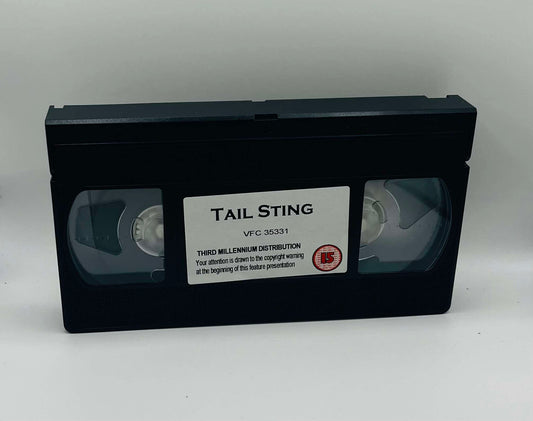 TAIL STING
VFC 35331
THIRD MILLENNIUM DISTRIBUTION
Your attention is drawn to the copyright warning
at the beginning of this feature presentation
15